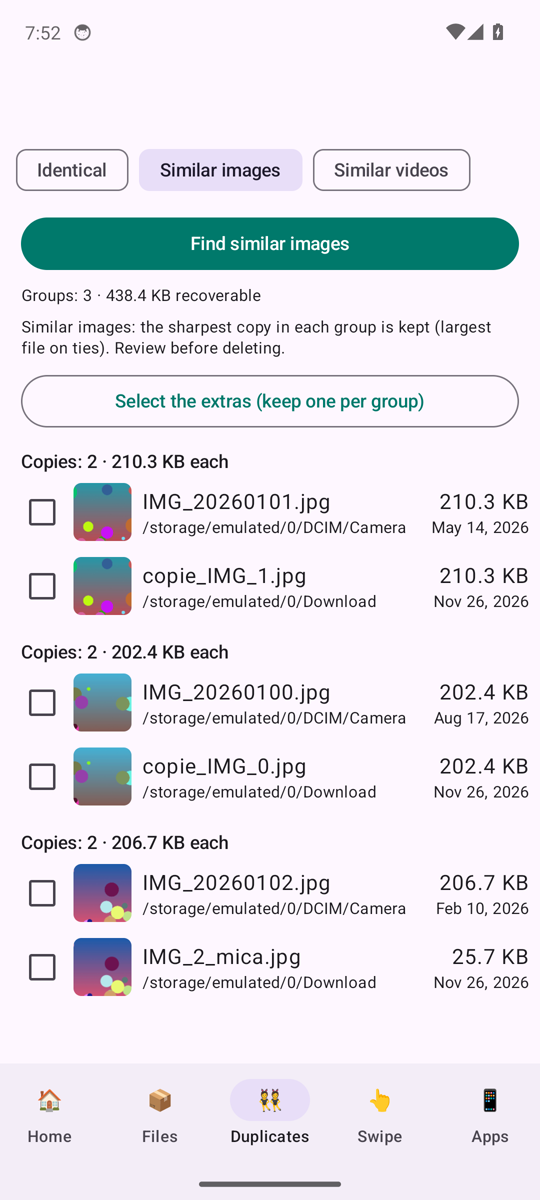 7:52
Identical
Similar images
Similar videos
Find similar images
Groups: 3 · 438.4 KB recoverable
Similar images: the sharpest copy in each group is kept (largest
file on ties). Review before deleting.
Select the extras (keep one per group)
Copies: 2 · 210.3 KB each
IMG_20260101.jpg 210.3 KB
/storage/emulated/0/DCIM/Camera May 14, 2026
copie_IMG_1.jpg 210.3 KB
/storage/emulated/0/Download Nov 26, 2026
Copies: 2 · 202.4 KB each
IMG_20260100.jpg 202.4 KB
/storage/emulated/0/DCIM/Camera Aug 17, 2026
copie_IMG_0.jpg 202.4 KB
/storage/emulated/0/Download Nov 26, 2026
Copies: 2 · 206.7 KB each
IMG_20260102.jpg 206.7 KB
/storage/emulated/0/DCIM/Camera Feb 10, 2026
IMG_2_mica.jpg 25.7 KB
/storage/emulated/0/Download Nov 26, 2026
Home Files Duplicates Swipe Apps